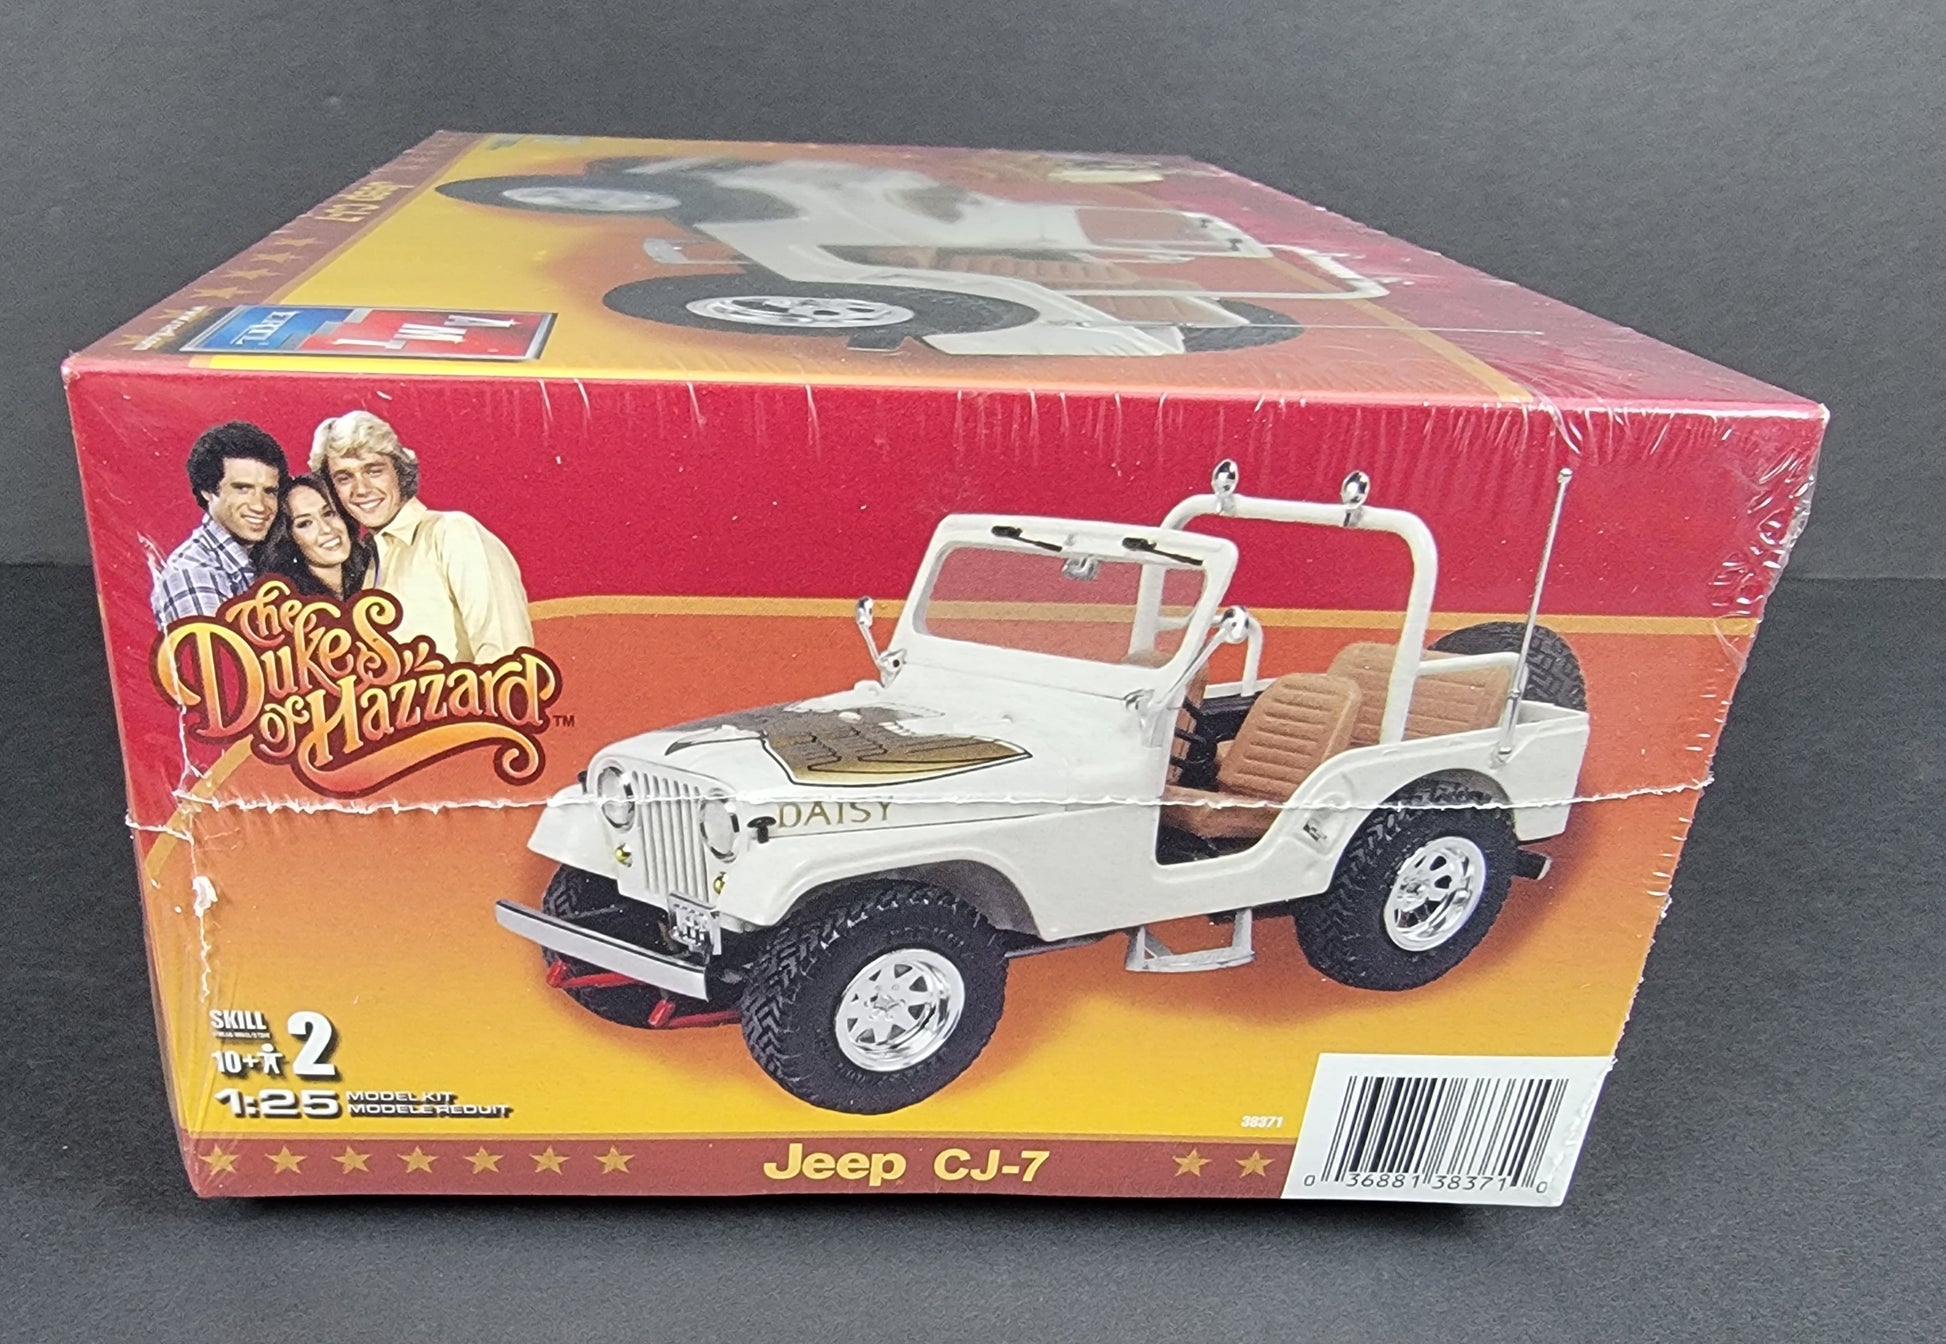 Jeep CJ-7
AMT
ERTL
The
Dukes
of Hazzard™
DAISY
SKILL
10+ 2
1:25 MODEL KIT
MODELE REDUIT
38371
Jeep CJ-7
0 36881 38371 0